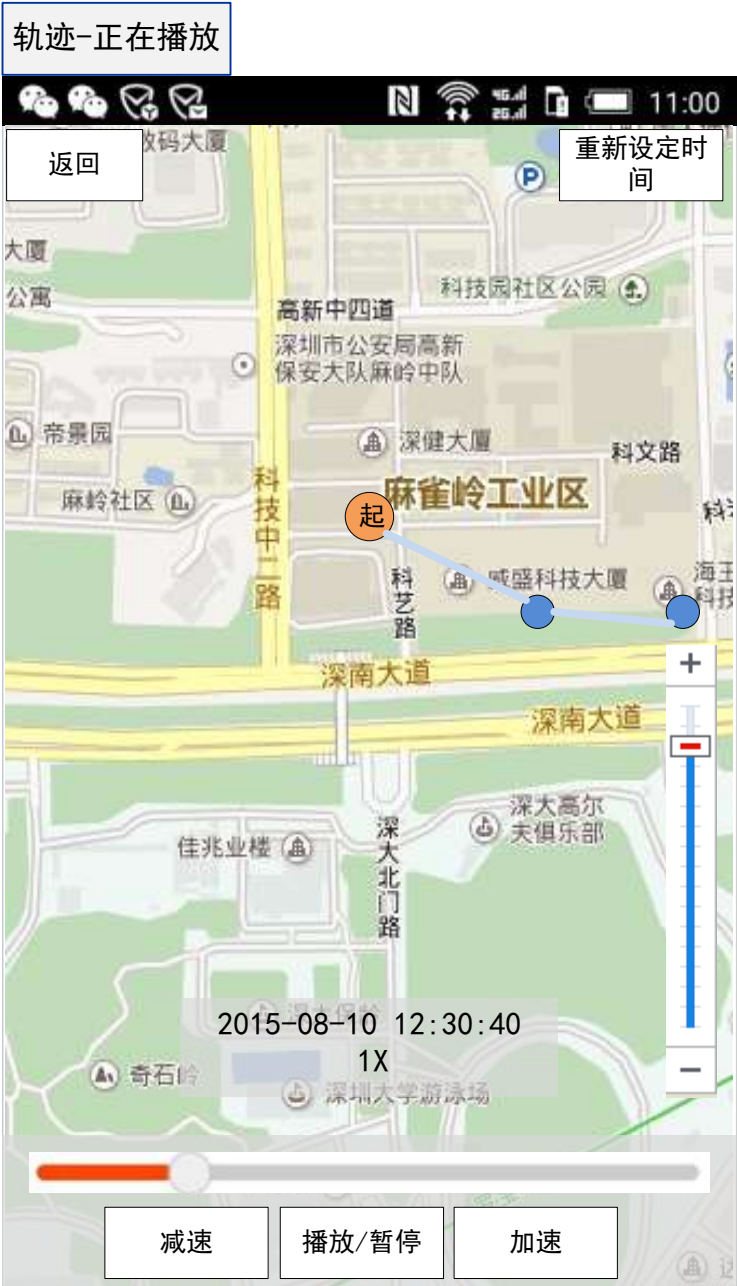 轨迹-正在播放
4G
2G
11:00
返回
数码大厦
重新设定时
间
P
大厦
公寓
科技园社区公园
高新中四道
深圳市公安局高新
保安大队麻岭中队
帝景园
深健大厦
科文路
麻岭社区
科技中二路
麻雀岭工业区
起
科艺路
威盛科技大厦
海王
科技
深南大道
深南大道
+
深大高尔
夫俱乐部
佳兆业楼
深大北门路
2015-08-10 12:30:40
1X
奇石岭
深圳大学游泳场
-
减速
播放/暂停
加速